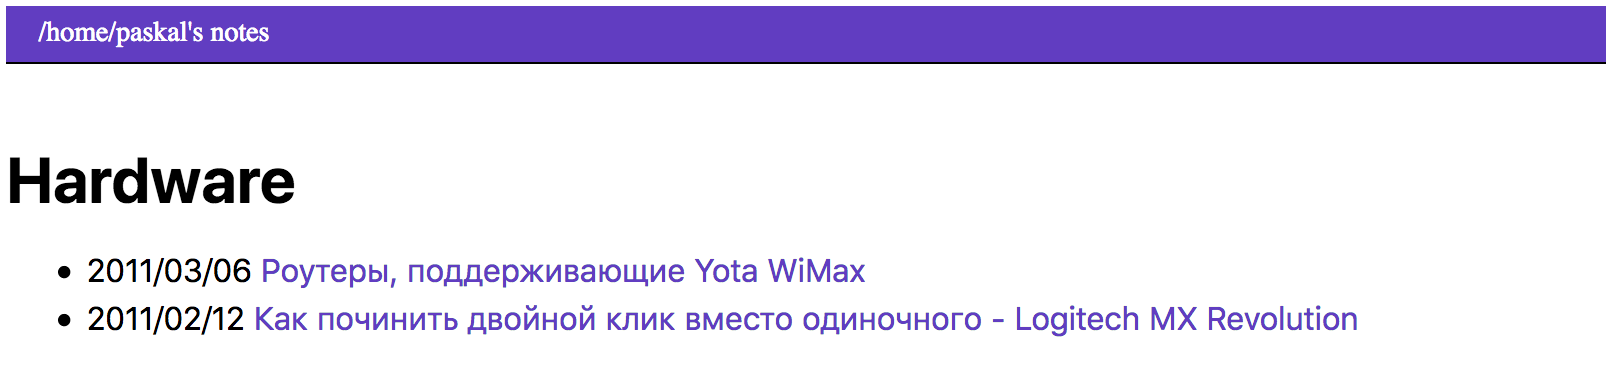 /home/paskal's notes
Hardware
2011/03/06 Роутеры, поддерживающие Yota WiMax
2011/02/12 Как починить двойной клик вместо одиночного - Logitech MX Revolution